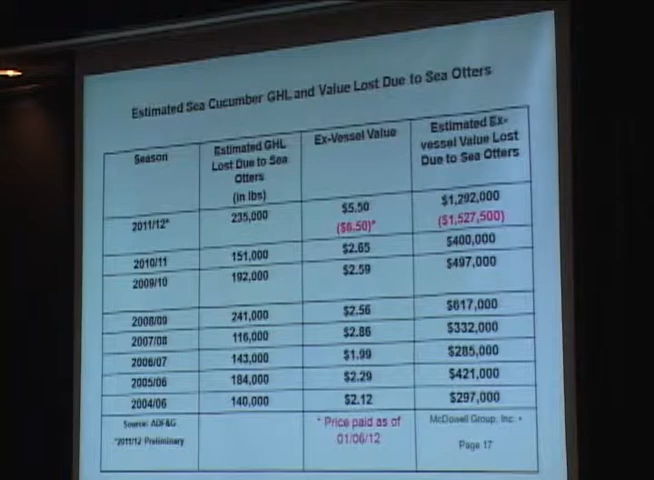 Estimated Sea Cucumber GHL and Value Lost Due to Sea Otters
Season
Estimated GHL
Lost Due to Sea
Otters
(in lbs)
Ex-Vessel Value
Estimated Ex-
vessel Value Lost
Due to Sea Otters
2011/12* 235,000 $5.50 $1,292,000
($6.50)* ($1,527,500)
2010/11 151,000 $2.65 $400,000
2009/10 192,000 $2.59 $497,000
2008/09 241,000 $2.56 $617,000
2007/08 116,000 $2.86 $332,000
2006/07 143,000 $1.99 $285,000
2005/06 184,000 $2.29 $421,000
2004/06 140,000 $2.12 $297,000
Source: ADF&G
*2011/12 Preliminary
* Price paid as of
01/06/12
McDowell Group, Inc. •
Page 17